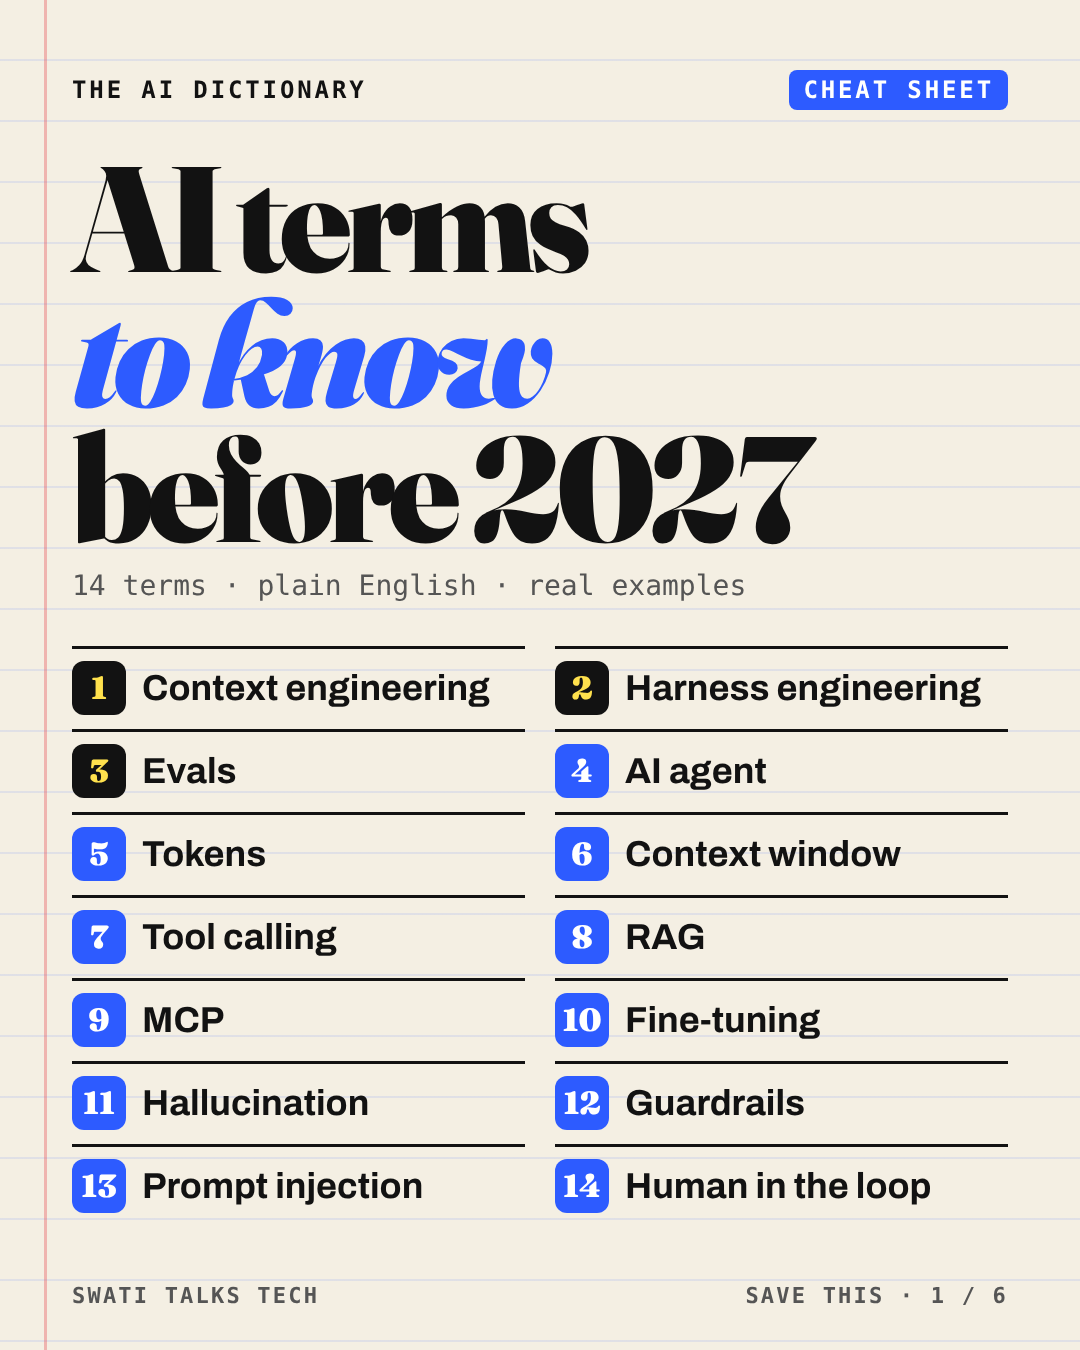 THE AI DICTIONARY
CHEAT SHEET
AI terms
to know
before 2027
14 terms · plain English · real examples
1 Context engineering
2 Harness engineering
3 Evals
4 AI agent
5 Tokens
6 Context window
7 Tool calling
8 RAG
9 MCP
10 Fine-tuning
11 Hallucination
12 Guardrails
13 Prompt injection
14 Human in the loop
SWATI TALKS TECH
SAVE THIS · 1 / 6